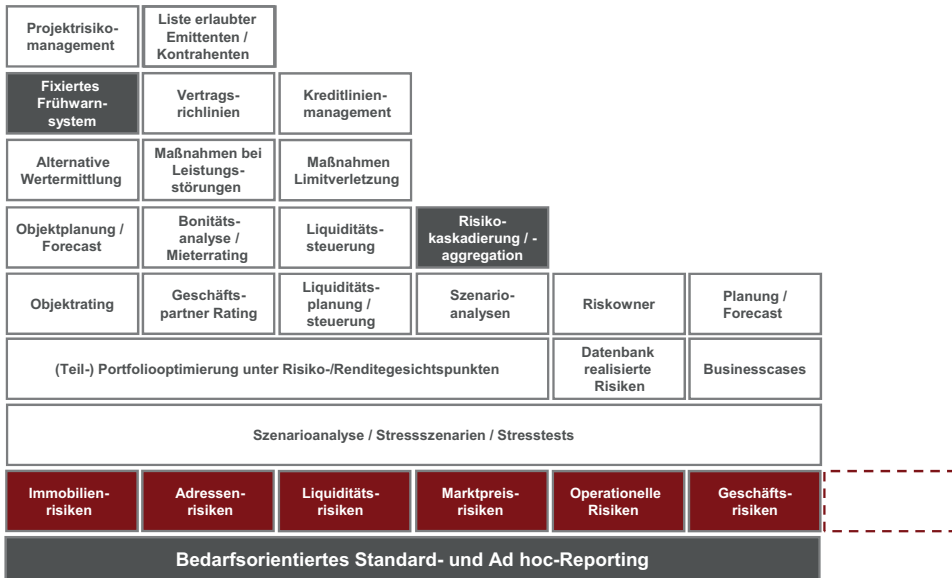 Projektrisiko-
management
Liste erlaubter
Emittenten /
Kontrahenten
Fixiertes
Frühwarn-
system
Vertrags-
richlinien
Kreditlinien-
management
Alternative
Wertermittlung
Maßnahmen bei
Leistungs-
störungen
Maßnahmen
Limitverletzung
Objektplanung /
Forecast
Bonitäts-
analyse /
Mieterrating
Liquiditäts-
steuerung
Risiko-
kaskadierung / -
aggregation
Objektrating
Geschäfts-
partner Rating
Liquiditäts-
planung /
steuerung
Szenario-
analysen
Riskowner
Planung /
Forecast
(Teil-) Portfoliooptimierung unter Risiko-/Renditegesichtspunkten
Datenbank
realisierte
Risiken
Businesscases
Szenarioanalyse / Stressszenarien / Stresstests
Immobilien-
risiken
Adressen-
risiken
Liquiditäts-
risiken
Marktpreis-
risiken
Operationelle
Risiken
Geschäfts-
risiken
Bedarfsorientiertes Standard- und Ad hoc-Reporting